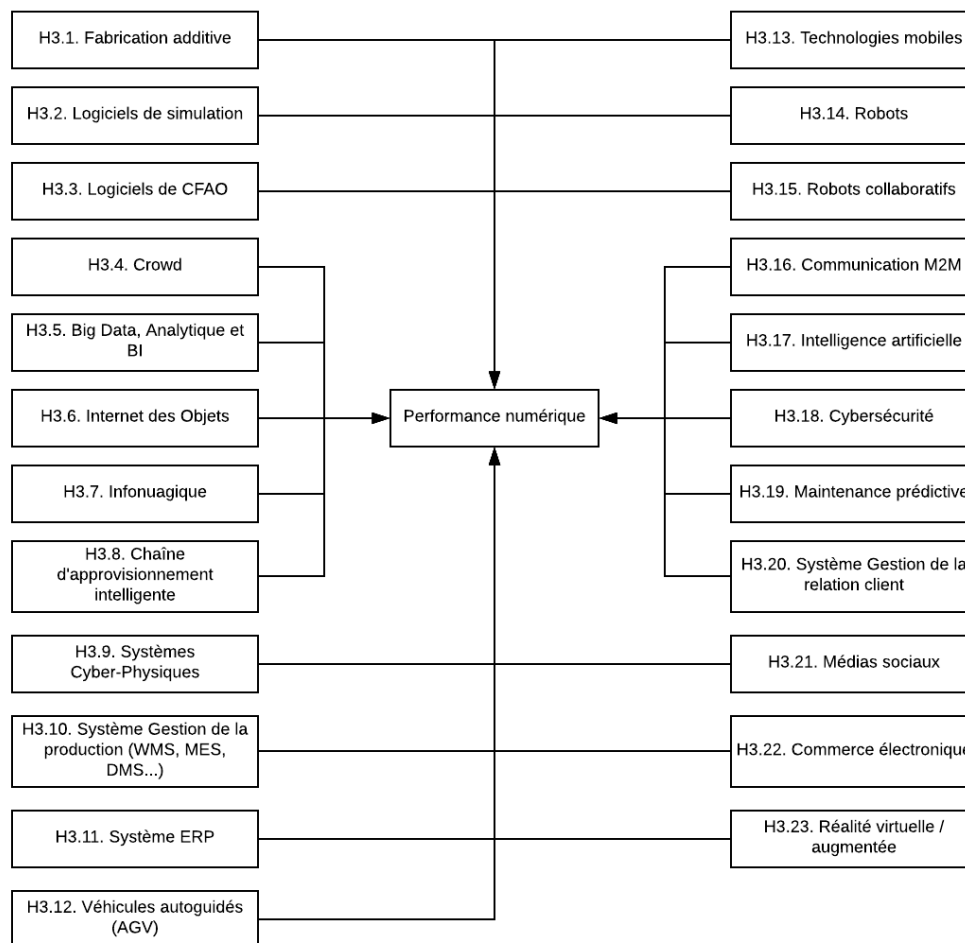 H3.1. Fabrication additive
H3.2. Logiciels de simulation
H3.3. Logiciels de CFAO
H3.4. Crowd
H3.5. Big Data, Analytique et
BI
H3.6. Internet des Objets
H3.7. Infonuagique
H3.8. Chaîne
d'approvisionnement
intelligente
H3.9. Systèmes
Cyber-Physiques
H3.10. Système Gestion de la
production (WMS, MES,
DMS...)
H3.11. Système ERP
H3.12. Véhicules autoguidés
(AGV)
Performance numérique
H3.13. Technologies mobiles
H3.14. Robots
H3.15. Robots collaboratifs
H3.16. Communication M2M
H3.17. Intelligence artificielle
H3.18. Cybersécurité
H3.19. Maintenance prédictive
H3.20. Système Gestion de la
relation client
H3.21. Médias sociaux
H3.22. Commerce électronique
H3.23. Réalité virtuelle /
augmentée